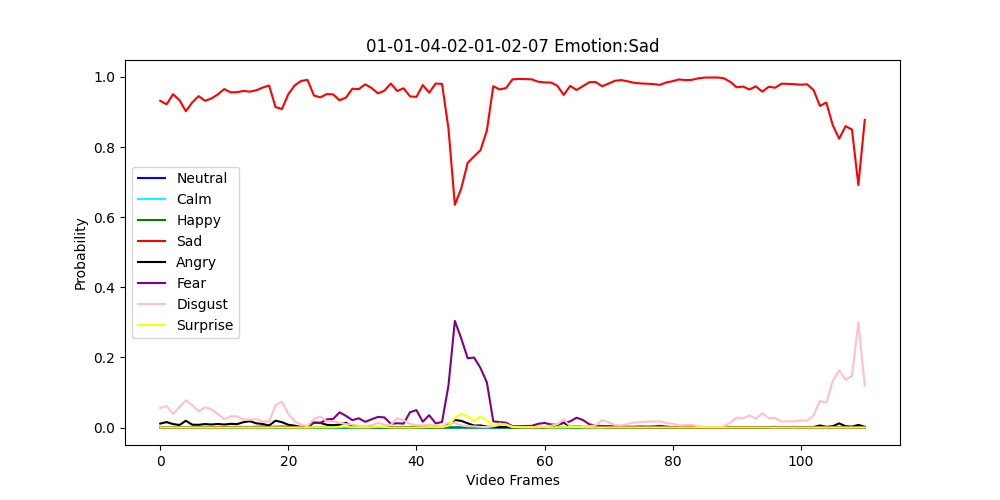 01-01-04-02-01-02-07 Emotion:Sad
1.0
0.8
0.6
0.4
0.2
0.0
Probability
Neutral
Calm
Happy
Sad
Angry
Fear
Disgust
Surprise
0 20 40 60 80 100
Video Frames